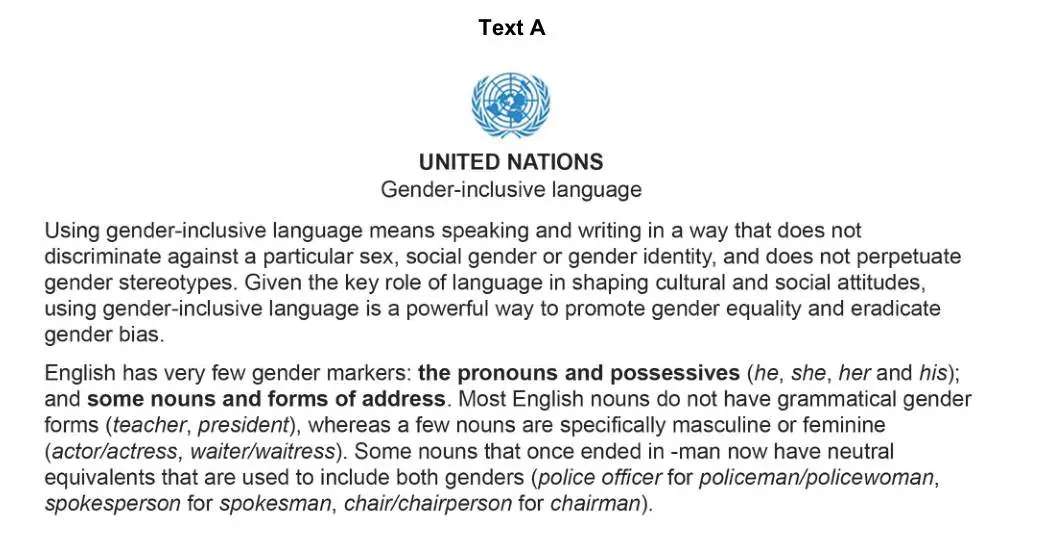 Text A
UNITED NATIONS
Gender-inclusive language
Using gender-inclusive language means speaking and writing in a way that does not
discriminate against a particular sex, social gender or gender identity, and does not perpetuate
gender stereotypes. Given the key role of language in shaping cultural and social attitudes,
using gender-inclusive language is a powerful way to promote gender equality and eradicate
gender bias.
English has very few gender markers: the pronouns and possessives (he, she, her and his);
and some nouns and forms of address. Most English nouns do not have grammatical gender
forms (teacher, president), whereas a few nouns are specifically masculine or feminine
(actor/actress, waiter/waitress). Some nouns that once ended in -man now have neutral
equivalents that are used to include both genders (police officer for policeman/policewoman,
spokesperson for spokesman, chair/chairperson for chairman).